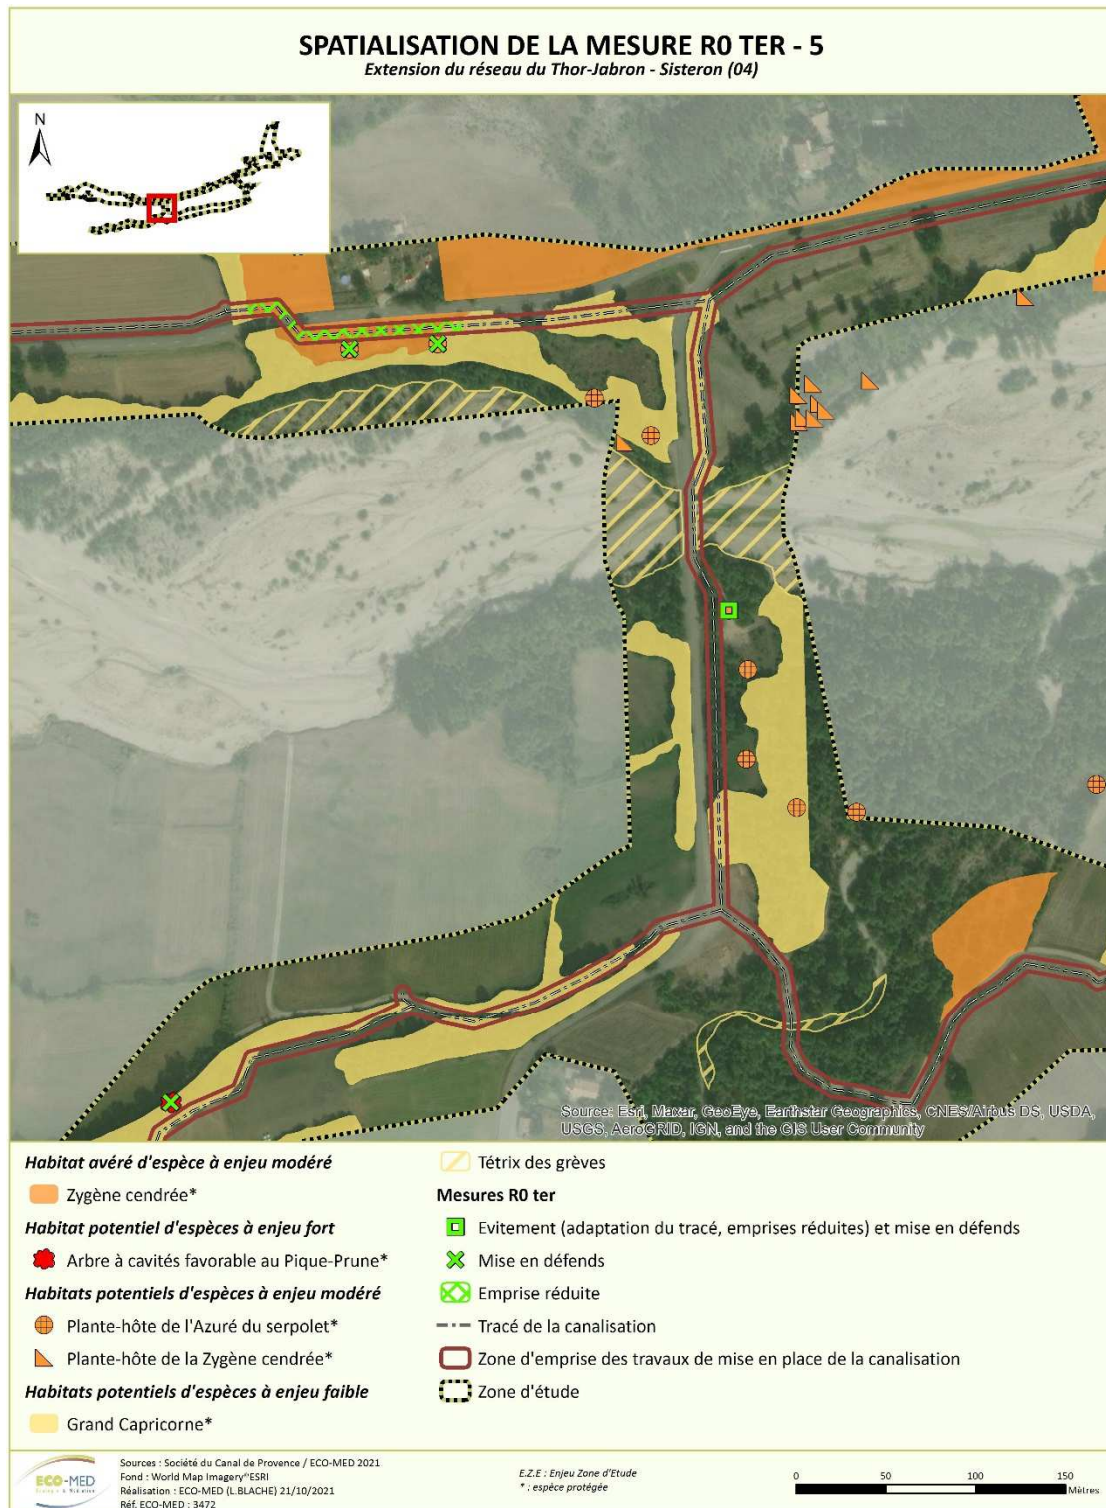 SPATIALISATION DE LA MESURE R0 TER - 5
Extension du réseau du Thor-Jabron - Sisteron (04)
N
Source: Esri, Maxar, GeoEye, Earthstar Geographics, CNES/Airbus DS, USDA,
USGS, AeroGRID, IGN, and the GIS User Community
Habitat avéré d'espèce à enjeu modéré
Zygène cendrée*
Habitat potentiel d'espèces à enjeu fort
Arbre à cavités favorable au Pique-Prune*
Habitats potentiels d'espèces à enjeu modéré
Plante-hôte de l'Azuré du serpolet*
Plante-hôte de la Zygène cendrée*
Habitats potentiels d'espèces à enjeu faible
Grand Capricorne*
Tétrix des grèves
Mesures R0 ter
Evitement (adaptation du tracé, emprises réduites) et mise en défends
Mise en défends
Emprise réduite
Tracé de la canalisation
Zone d'emprise des travaux de mise en place de la canalisation
Zone d'étude
ECO-MED
Sources : Société du Canal de Provence / ECO-MED 2021
Fond : World Map Imagery"ESRI
Réalisation : ECO-MED (L.BLACHE) 21/10/2021
Réf. ECO-MED : 3472
E.Z.E : Enjeu Zone d'Etude
* : espèce protégée
0 50 100 150
Mètres